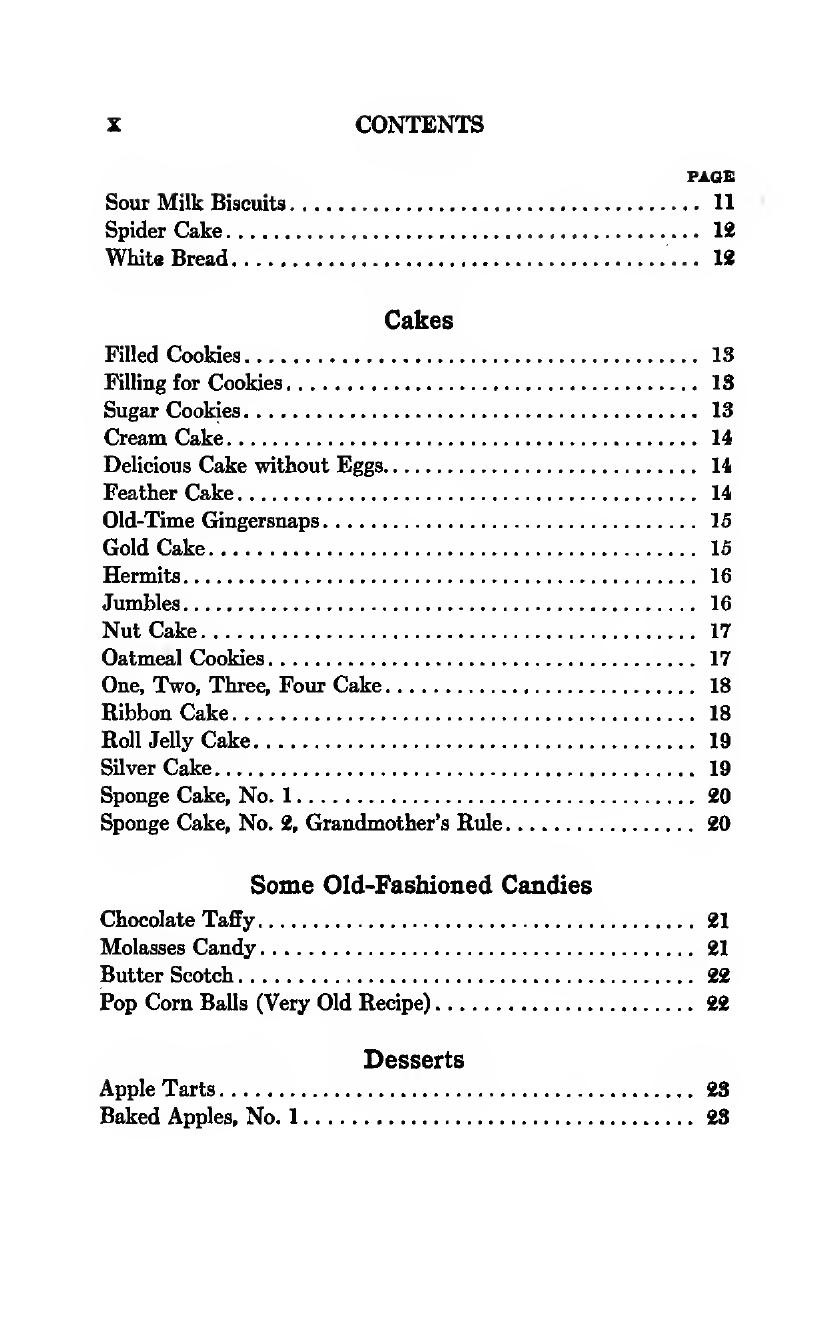 x CONTENTS
PAGE
Sour Milk Biscuits........................................ 11
Spider Cake........................................ 12
White Bread........................................ 12
Cakes
Filled Cookies........................................ 13
Filling for Cookies........................................ 13
Sugar Cookies........................................ 13
Cream Cake........................................ 14
Delicious Cake without Eggs........................................ 14
Feather Cake........................................ 14
Old-Time Gingersnaps........................................ 15
Gold Cake........................................ 15
Hermits........................................ 16
Jumbles........................................ 16
Nut Cake........................................ 17
Oatmeal Cookies........................................ 17
One, Two, Three, Four Cake........................................ 18
Ribbon Cake........................................ 18
Roll Jelly Cake........................................ 19
Silver Cake........................................ 19
Sponge Cake, No. 1........................................ 20
Sponge Cake, No. 2, Grandmother's Rule................ 20
Some Old-Fashioned Candies
Chocolate Taffy........................................ 21
Molasses Candy........................................ 21
Butter Scotch........................................ 22
Pop Corn Balls (Very Old Recipe)...................... 22
Desserts
Apple Tarts........................................ 23
Baked Apples, No. 1........................................ 23